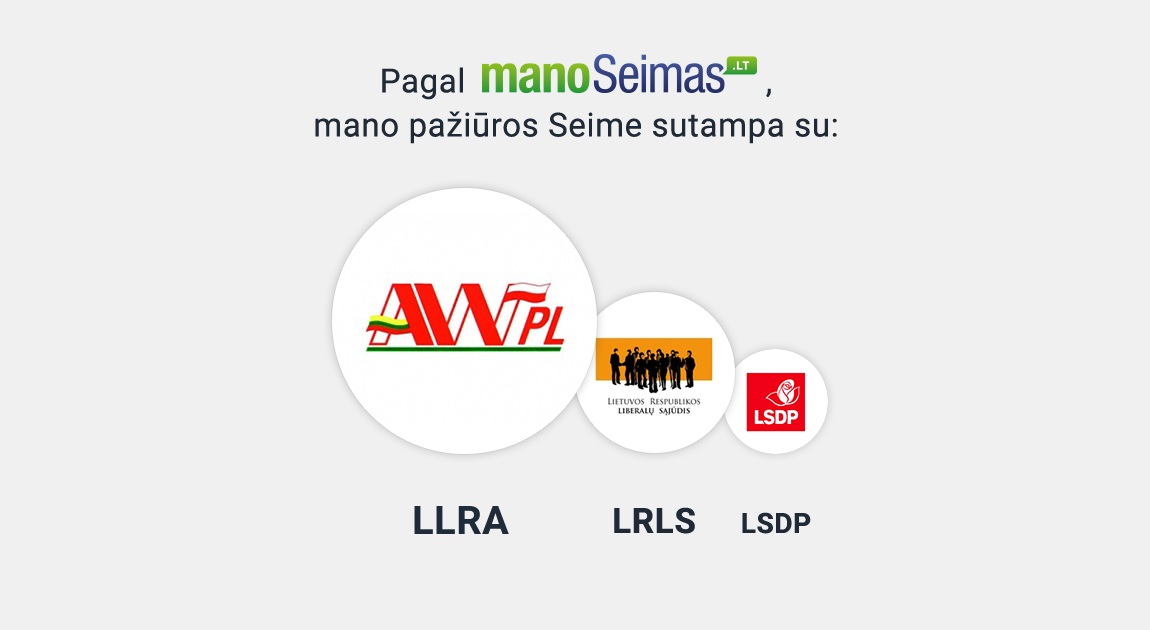 Pagal manoSeimas.LT ,
mano pažiūros Seime sutampa su:
AWPL
LIETUVOS RESPUBLIKOS
LIBERALŲ SĄJŪDIS
LSDP
LLRA
LRLS
LSDP